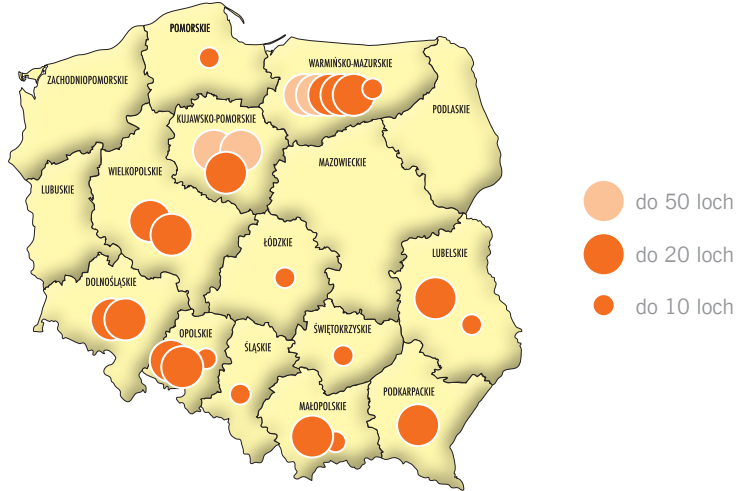 POMORSKIE
WARMIŃSKO-MAZURSKIE
ZACHODNIOPOMORSKIE
PODLASKIE
KUJAWSKO-POMORSKIE
MAZOWIECKIE
WIELKOPOLSKIE
LUBUSKIE
ŁÓDZKIE
LUBELSKIE
DOLNOŚLĄSKIE
OPOLSKIE
ŚLĄSKIE
ŚWIĘTOKRZYSKIE
MAŁOPOLSKIE
PODKARPACKIE
do 50 loch
do 20 loch
do 10 loch